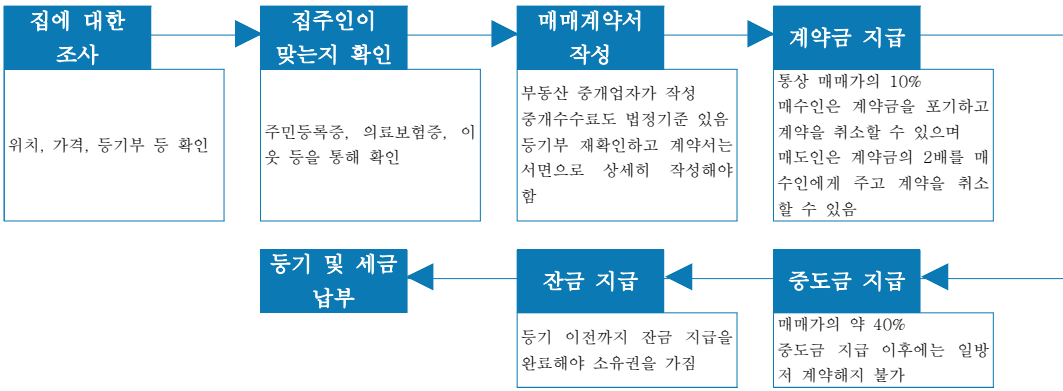 집에 대한
조사
위치, 가격, 등기부 등 확인
집주인이
맞는지 확인
주민등록증, 의료보험증, 이
웃 등을 통해 확인
매매계약서
작성
부동산 중개업자가 작성
중개수수료도 법정기준 있음
등기부 재확인하고 계약서는
서면으로 상세히 작성해야
함
계약금 지급
통상 매매가의 10%
매수인은 계약금을 포기하고
계약을 취소할 수 있으며
매도인은 계약금의 2배를 매
수인에게 주고 계약을 취소
할 수 있음
중도금 지급
매매가의 약 40%
중도금 지급 이후에는 일방
저 계약해지 불가
잔금 지급
등기 이전까지 잔금 지급을
완료해야 소유권을 가짐
등기 및 세금
납부